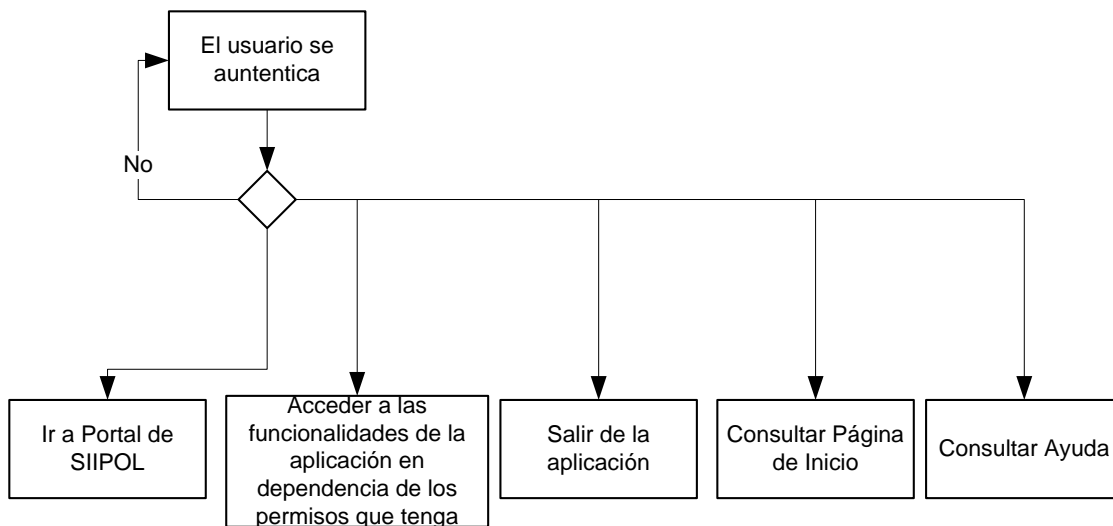 El usuario se
auntentica
No
Ir a Portal de
SIIPOL
Acceder a las
funcionalidades de la
aplicación en
dependencia de los
permisos que tenga
Salir de la
aplicación
Consultar Página
de Inicio
Consultar Ayuda